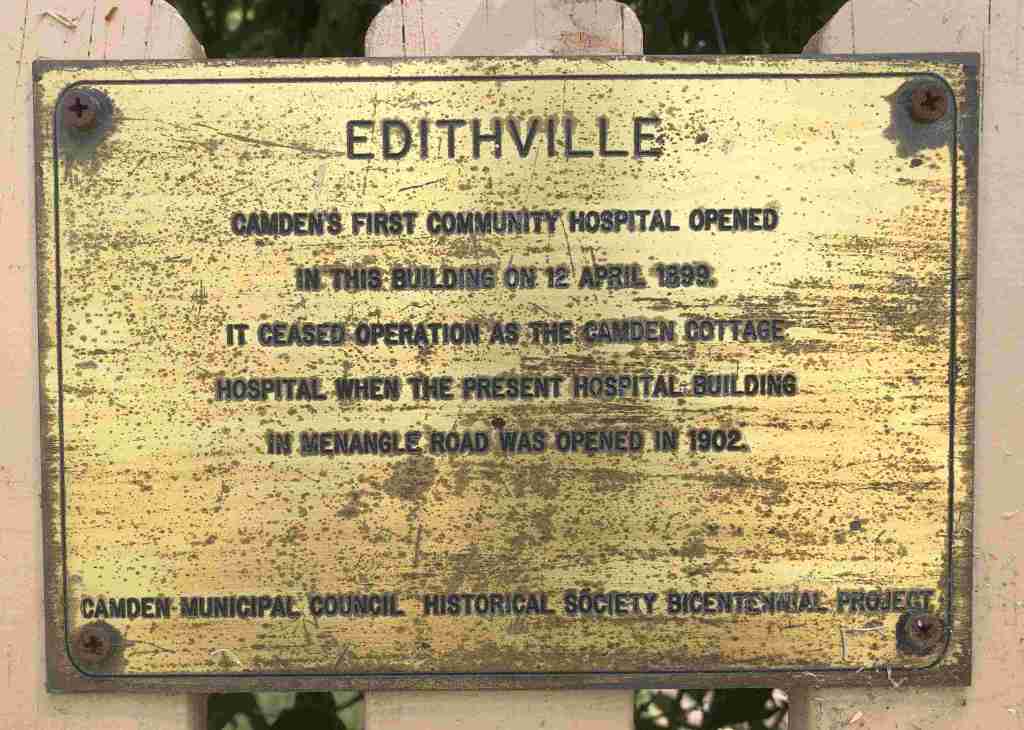 EDITHVILLE
CAMDEN'S FIRST COMMUNITY HOSPITAL OPENED
IN THIS BUILDING ON 12 APRIL 1899.
IT CEASED OPERATION AS THE CAMDEN COTTAGE
HOSPITAL WHEN THE PRESENT HOSPITAL BUILDING
IN MENANGLE ROAD WAS OPENED IN 1902.
CAMDEN MUNICIPAL COUNCIL HISTORICAL SOCIETY BICENTENNIAL PROJECT